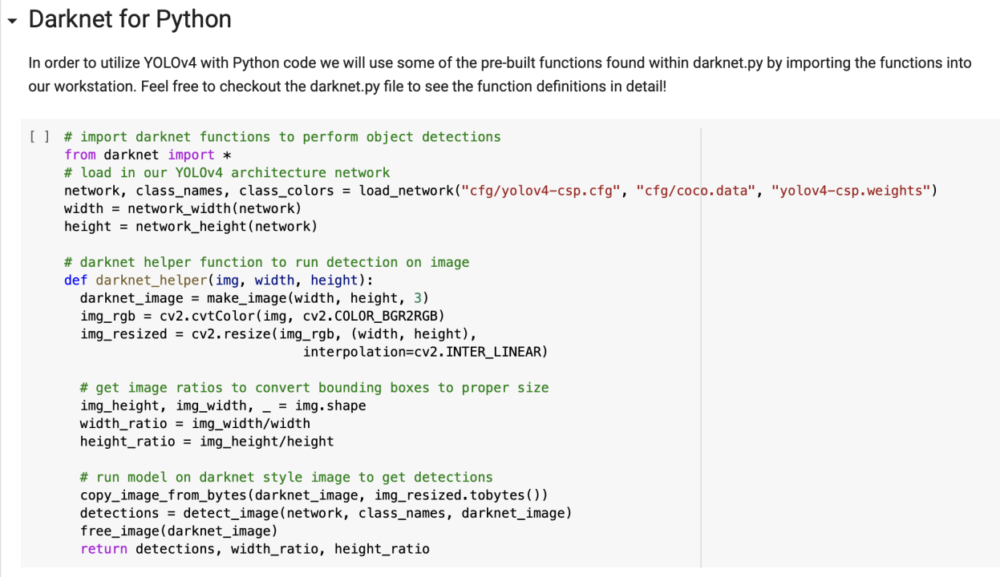 Darknet for Python
In order to utilize YOLOv4 with Python code we will use some of the pre-built functions found within darknet.py by importing the functions into
our workstation. Feel free to checkout the darknet.py file to see the function definitions in detail!
[ ] # import darknet functions to perform object detections
from darknet import *
# load in our YOLOv4 architecture network
network, class_names, class_colors = load_network("cfg/yolov4-csp.cfg", "cfg/coco.data", "yolov4-csp.weights")
width = network_width(network)
height = network_height(network)

# darknet helper function to run detection on image
def darknet_helper(img, width, height):
  darknet_image = make_image(width, height, 3)
  img_rgb = cv2.cvtColor(img, cv2.COLOR_BGR2RGB)
  img_resized = cv2.resize(img_rgb, (width, height),
                              interpolation=cv2.INTER_LINEAR)

  # get image ratios to convert bounding boxes to proper size
  img_height, img_width, _ = img.shape
  width_ratio = img_width/width
  height_ratio = img_height/height

  # run model on darknet style image to get detections
  copy_image_from_bytes(darknet_image, img_resized.tobytes())
  detections = detect_image(network, class_names, darknet_image)
  free_image(darknet_image)
  return detections, width_ratio, height_ratio